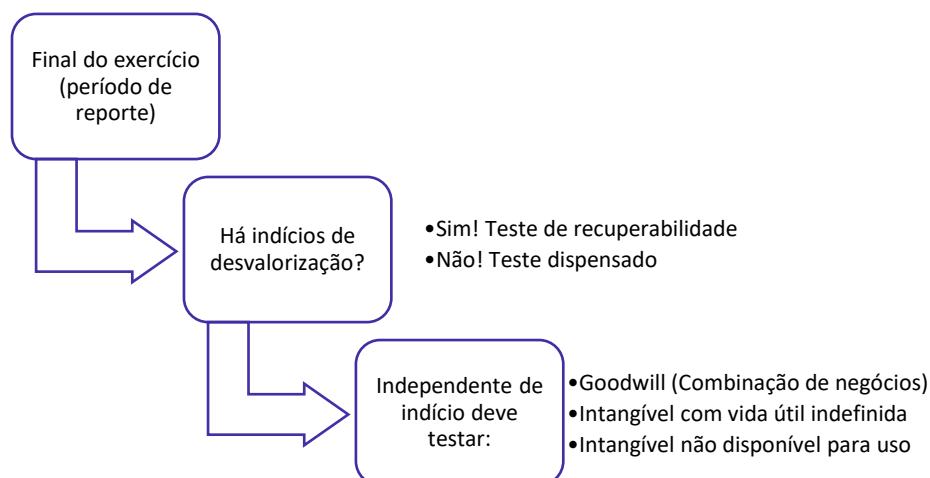 Final do exercício
(período de
reporte)
Há indícios de
desvalorização?
•Sim! Teste de recuperabilidade
•Não! Teste dispensado
Independente de
indício deve
testar:
•Goodwill (Combinação de negócios)
•Intangível com vida útil indefinida
•Intangível não disponível para uso